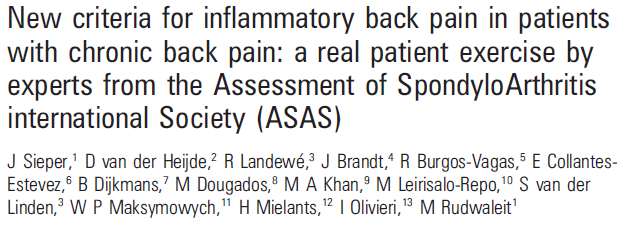 New criteria for inflammatory back pain in patients
with chronic back pain: a real patient exercise by
experts from the Assessment of SpondyloArthritis
international Society (ASAS)
J Sieper,¹ D van der Heijde,² R Landewé,³ J Brandt,⁴ R Burgos-Vagas,⁵ E Collantes-
Estevez,⁶ B Dijkmans,⁷ M Dougados,⁸ M A Khan,⁹ M Leirisalo-Repo,¹⁰ S van der
Linden,³ W P Maksymowych,¹¹ H Mielants,¹² I Olivieri,¹³ M Rudwaleit¹